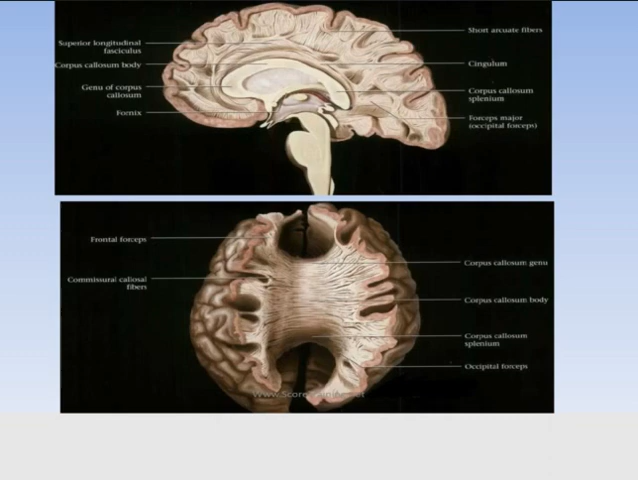 Superior longitudinal
fasciculus
Corpus callosum body
Genu of corpus
callosum
Fornix
Short arcuate fibers
Cingulum
Corpus callosum
splenium
Forceps major
(occipital forceps)
Frontal forceps
Commissural callosal
fibers
Corpus callosum genu
Corpus callosum body
Corpus callosum
splenium
Occipital forceps